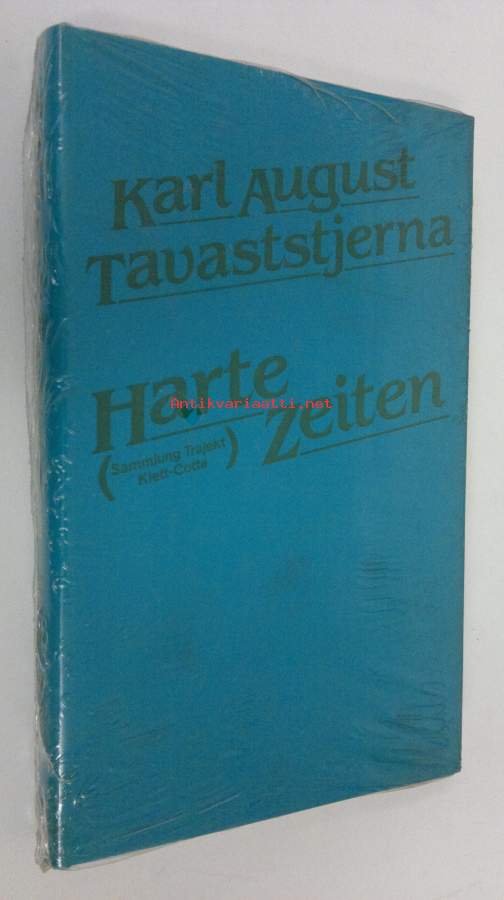 Karl August
Tavaststjerna
Harte
Zeiten
(Sammlung Trajekt
Klett-Cotta)
Antikvariaatti.net